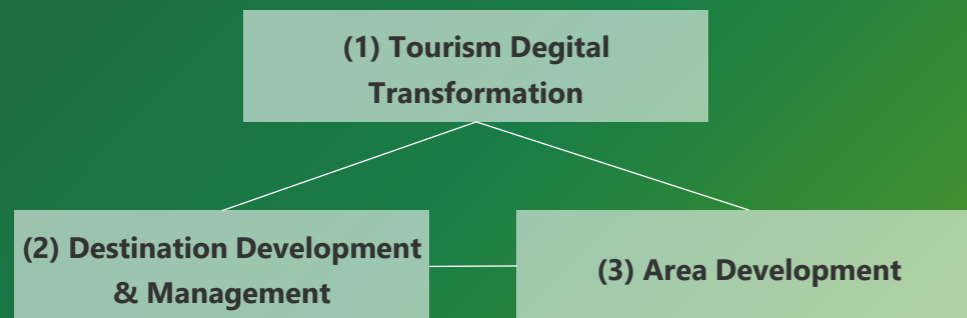 (1) Tourism Degital
Transformation
(2) Destination Development
& Management
(3) Area Development